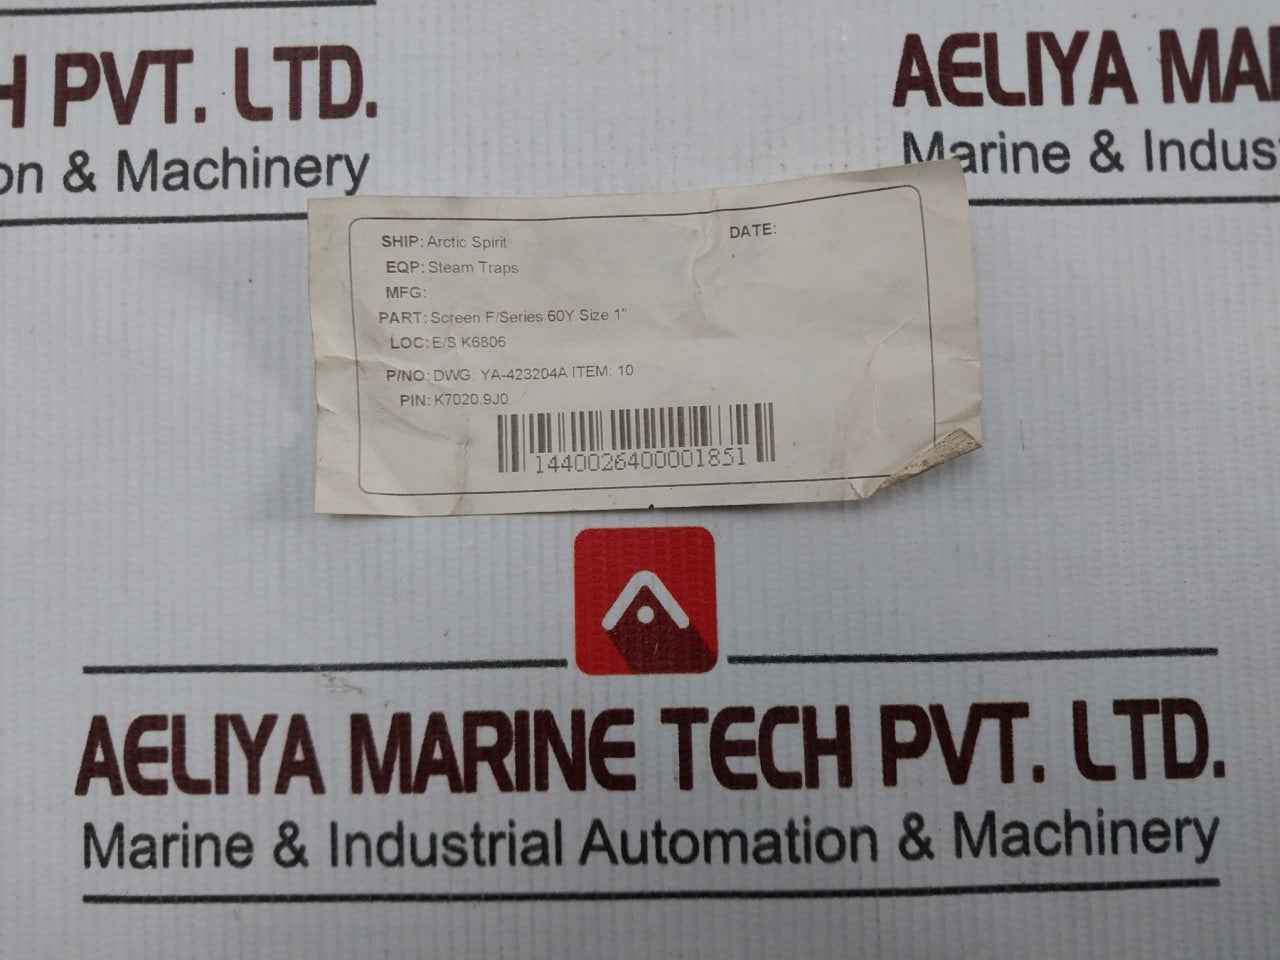 H PVT. LTD.
on & Machinery
AELIYA MAR
Marine & Indus
SHIP: Arctic Spirit
DATE:
EQP: Steam Traps
MFG:
PART: Screen F/Series 60Y Size 1"
LOC: E/S K6806
P/NO: DWG. YA-423204A ITEM: 10
PIN: K7020.9J0
1440026400001851
AELIYA MARINE TECH PVT. LTD.
Marine & Industrial Automation & Machinery